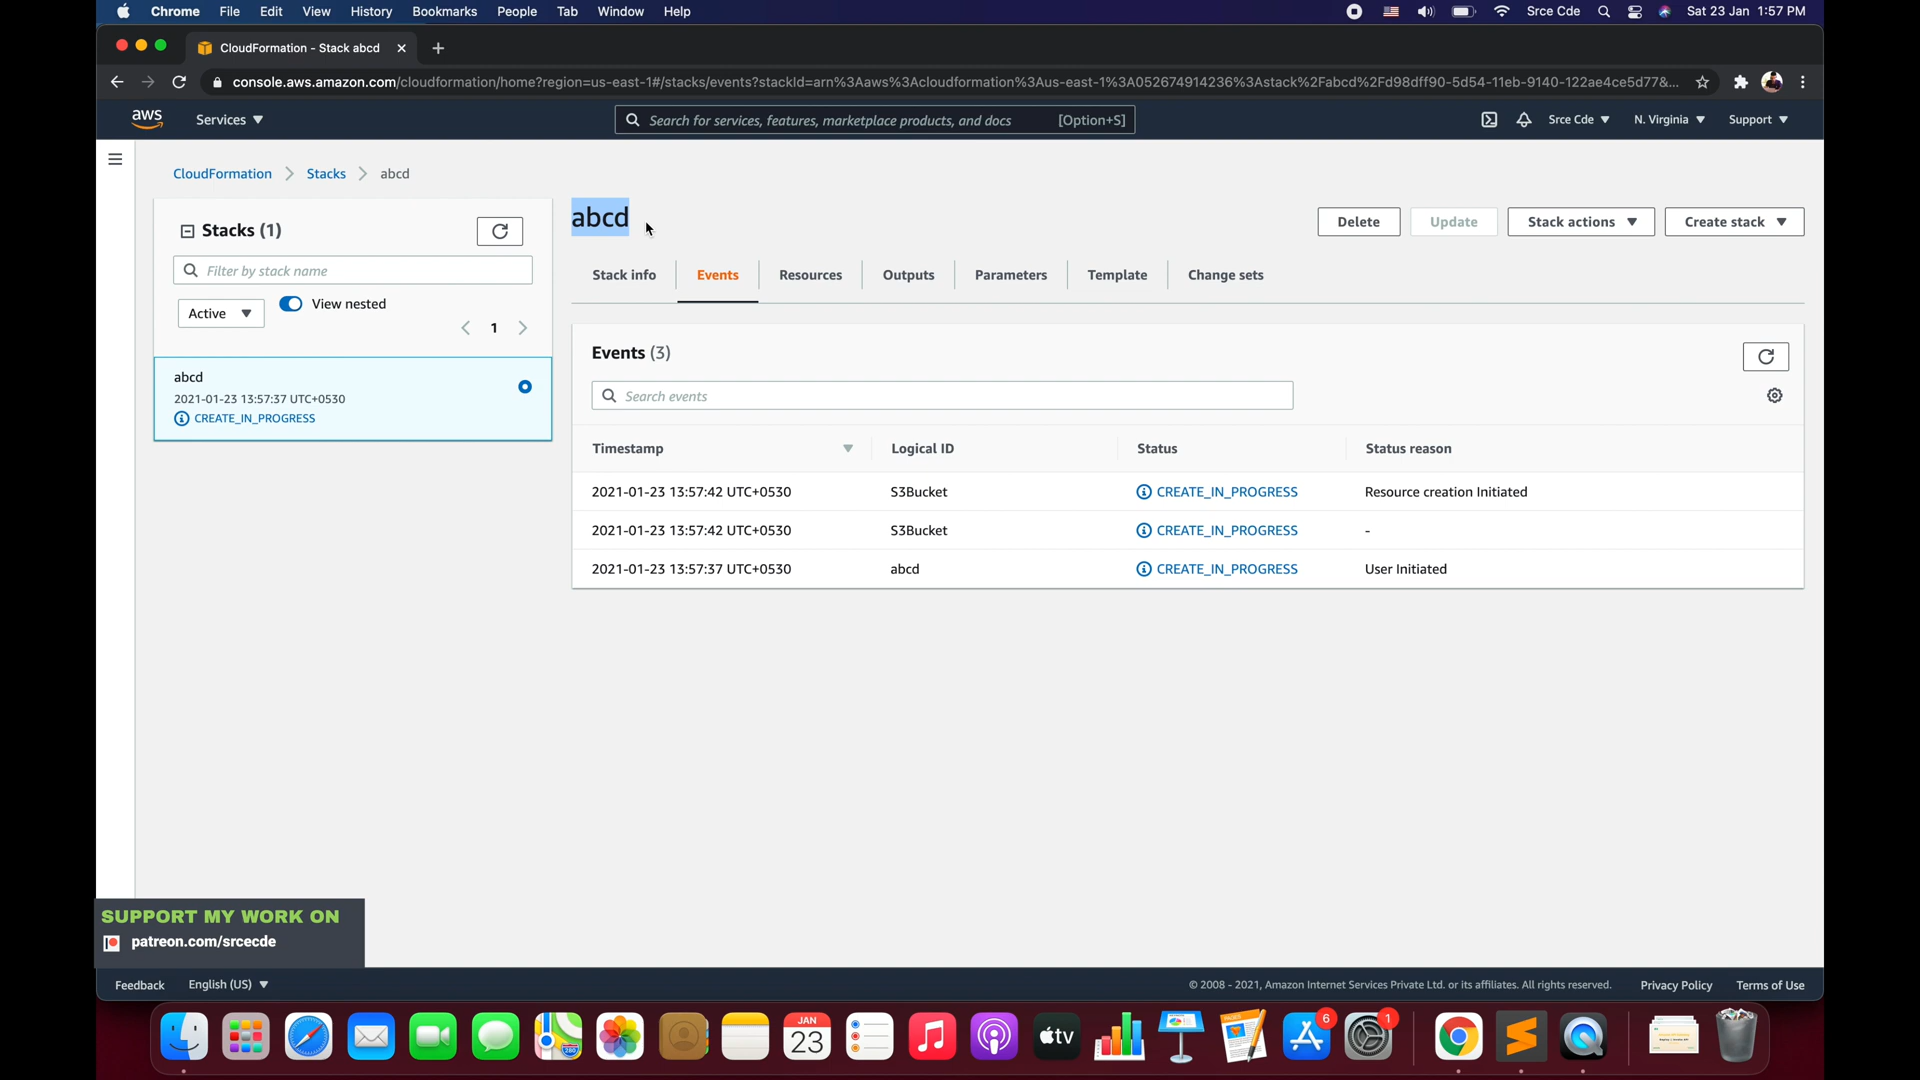 Chrome File Edit View History Bookmarks People Tab Window Help Srce Cde Sat 23 Jan 1:57 PM
CloudFormation - Stack abcd
console.aws.amazon.com/cloudformation/home?region=us-east-1#/stacks/events?stackId=arn%3Aaws%3Acloudformation%3Aus-east-1%3A052674914236%3Astack%2Fabcd%2Fd98dff90-5d54-11eb-9140-122ae4ce5d77&...
aws Services Search for services, features, marketplace products, and docs [Option+S] Srce Cde N. Virginia Support
CloudFormation Stacks abcd
Stacks (1)
Filter by stack name
Active View nested
1
abcd
2021-01-23 13:57:37 UTC+0530
CREATE_IN_PROGRESS
abcd
Delete Update Stack actions Create stack
Stack info Events Resources Outputs Parameters Template Change sets
Events (3)
Search events
Timestamp Logical ID Status Status reason
2021-01-23 13:57:42 UTC+0530 S3Bucket CREATE_IN_PROGRESS Resource creation Initiated
2021-01-23 13:57:42 UTC+0530 S3Bucket CREATE_IN_PROGRESS -
2021-01-23 13:57:37 UTC+0530 abcd CREATE_IN_PROGRESS User Initiated
SUPPORT MY WORK ON
patreon.com/srcecde
Feedback English (US) © 2008 - 2021, Amazon Internet Services Private Ltd. or its affiliates. All rights reserved. Privacy Policy Terms of Use
JAN
23
tv
6
1